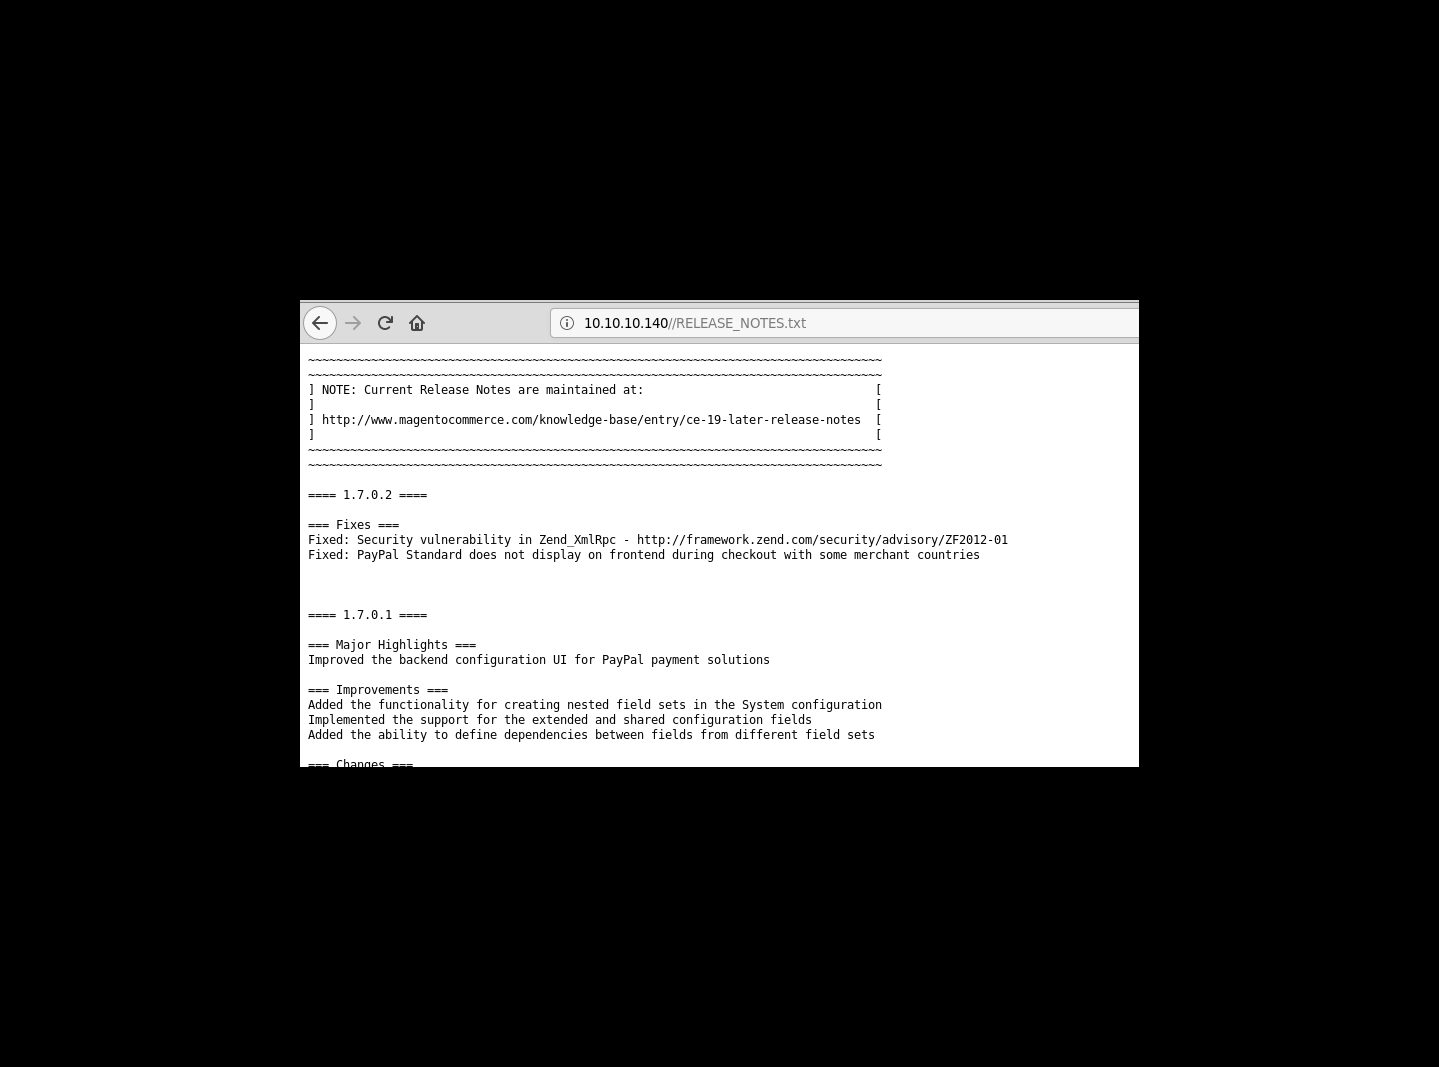 10.10.10.140//RELEASE_NOTES.txt
~~~~~~~~~~~~~~~~~~~~~~~~~~~~~~~~~~~~~~~~~~~~~~~~~~~~~~~~~~~~~~~~~~~~~~~~~~~~~~~~~~
~~~~~~~~~~~~~~~~~~~~~~~~~~~~~~~~~~~~~~~~~~~~~~~~~~~~~~~~~~~~~~~~~~~~~~~~~~~~~~~~~~
] NOTE: Current Release Notes are maintained at:                                 [
]                                                                                [
] http://www.magentocommerce.com/knowledge-base/entry/ce-19-later-release-notes  [
]                                                                                [
~~~~~~~~~~~~~~~~~~~~~~~~~~~~~~~~~~~~~~~~~~~~~~~~~~~~~~~~~~~~~~~~~~~~~~~~~~~~~~~~~~
~~~~~~~~~~~~~~~~~~~~~~~~~~~~~~~~~~~~~~~~~~~~~~~~~~~~~~~~~~~~~~~~~~~~~~~~~~~~~~~~~~
==== 1.7.0.2 ====
=== Fixes ===
Fixed: Security vulnerability in Zend_XmlRpc - http://framework.zend.com/security/advisory/ZF2012-01
Fixed: PayPal Standard does not display on frontend during checkout with some merchant countries
==== 1.7.0.1 ====
=== Major Highlights ===
Improved the backend configuration UI for PayPal payment solutions
=== Improvements ===
Added the functionality for creating nested field sets in the System configuration
Implemented the support for the extended and shared configuration fields
Added the ability to define dependencies between fields from different field sets
=== Changes ===